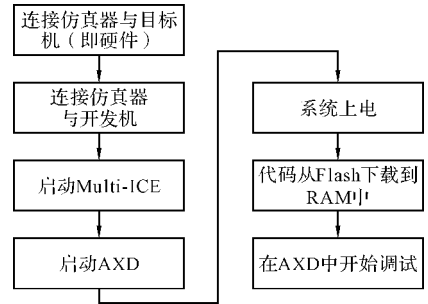 连接仿真器与目标
机（即硬件）
连接仿真器
与开发机
启动Multi-ICE
启动AXD
系统上电
代码从Flash下载到
RAM中
在AXD中开始调试